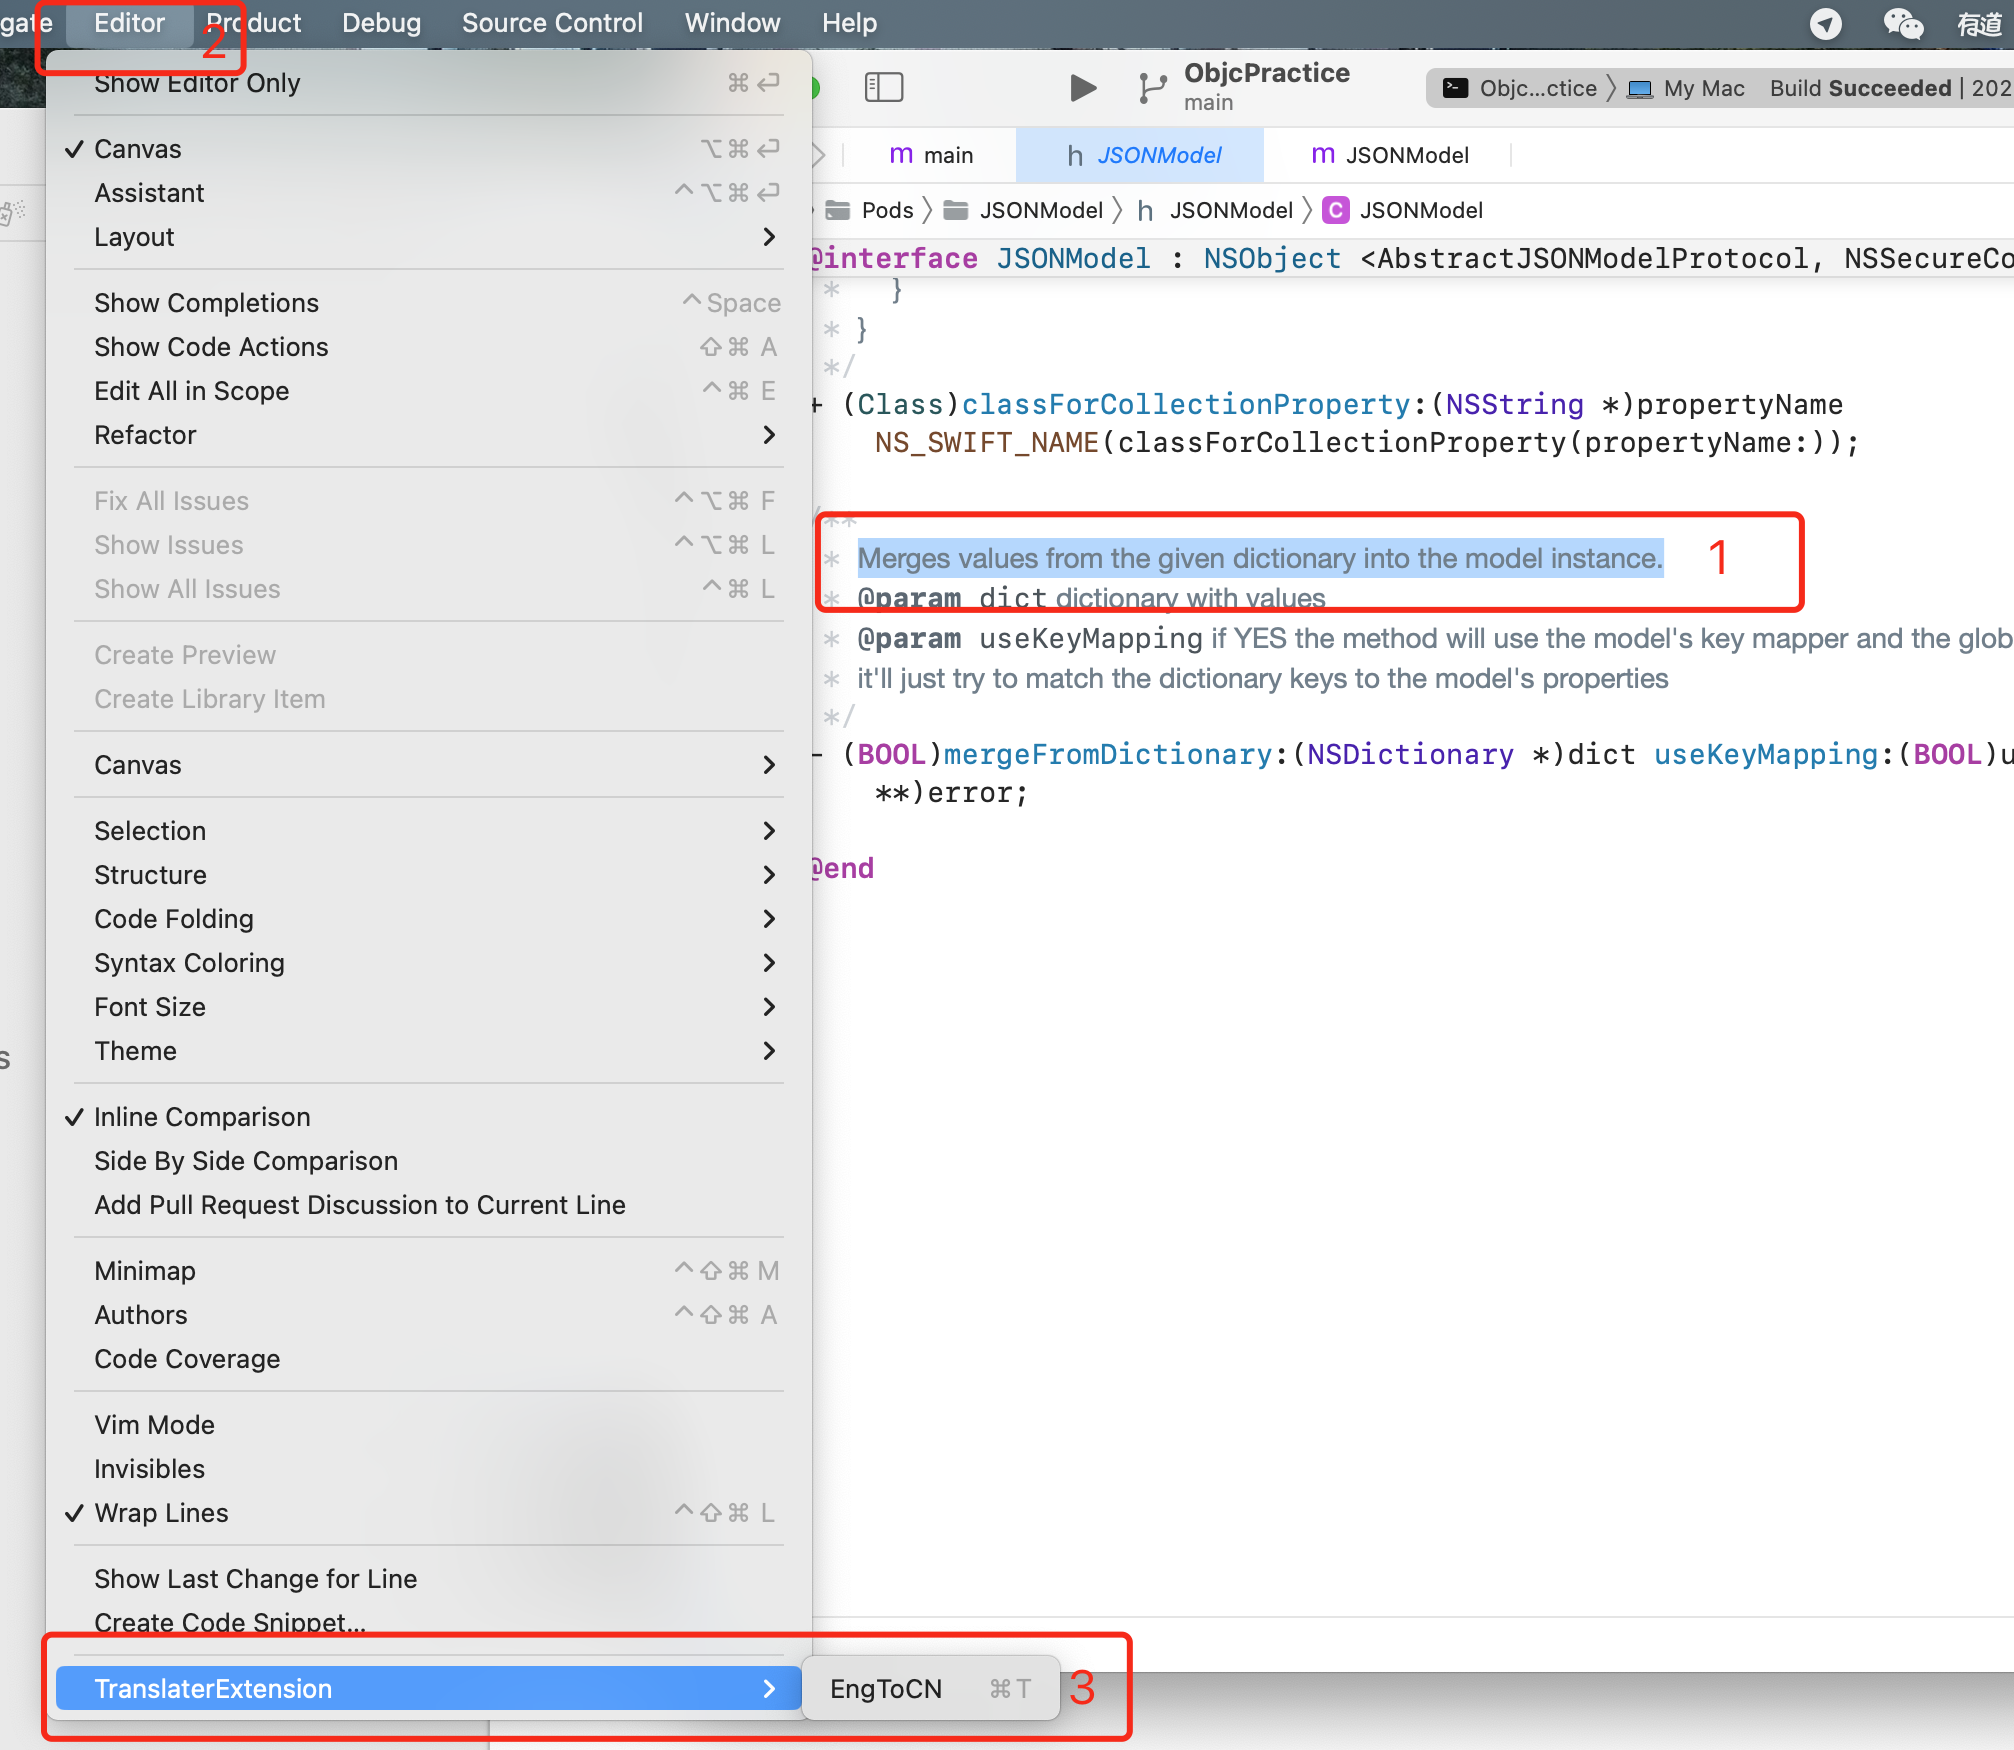 gate Editor Product Debug Source Control Window Help 有道
2
Show Editor Only ⌘↩
✓ Canvas ⌥⌘↩
Assistant ^⌥⌘↩
Layout
Show Completions ^Space
Show Code Actions ⇧⌘A
Edit All in Scope ^⌘E
Refactor
Fix All Issues ^⌥⌘F
Show Issues ^⌥⌘L
Show All Issues ^⌘L
Create Preview
Create Library Item
Canvas
Selection
Structure
Code Folding
Syntax Coloring
Font Size
Theme
✓ Inline Comparison
Side By Side Comparison
Add Pull Request Discussion to Current Line
Minimap ^⇧⌘M
Authors ^⇧⌘A
Code Coverage
Vim Mode
Invisibles
✓ Wrap Lines ^⇧⌘L
Show Last Change for Line
Create Code Snippet...
TranslaterExtension
EngToCN ⌘T
3
ObjcPractice
main
Objc...ctice 〉 My Mac Build Succeeded | 202
m main h JSONModel m JSONModel
Pods 〉 JSONModel 〉 h JSONModel 〉 C JSONModel
@interface JSONModel : NSObject <AbstractJSONModelProtocol, NSSecureCo
* }
* }
*/
+ (Class)classForCollectionProperty:(NSString *)propertyName
NS_SWIFT_NAME(classForCollectionProperty(propertyName:));
/**
* Merges values from the given dictionary into the model instance.
1
* @param dict dictionary with values
* @param useKeyMapping if YES the method will use the model's key mapper and the glob
* it'll just try to match the dictionary keys to the model's properties
*/
- (BOOL)mergeFromDictionary:(NSDictionary *)dict useKeyMapping:(BOOL)u
**)error;
@end
s